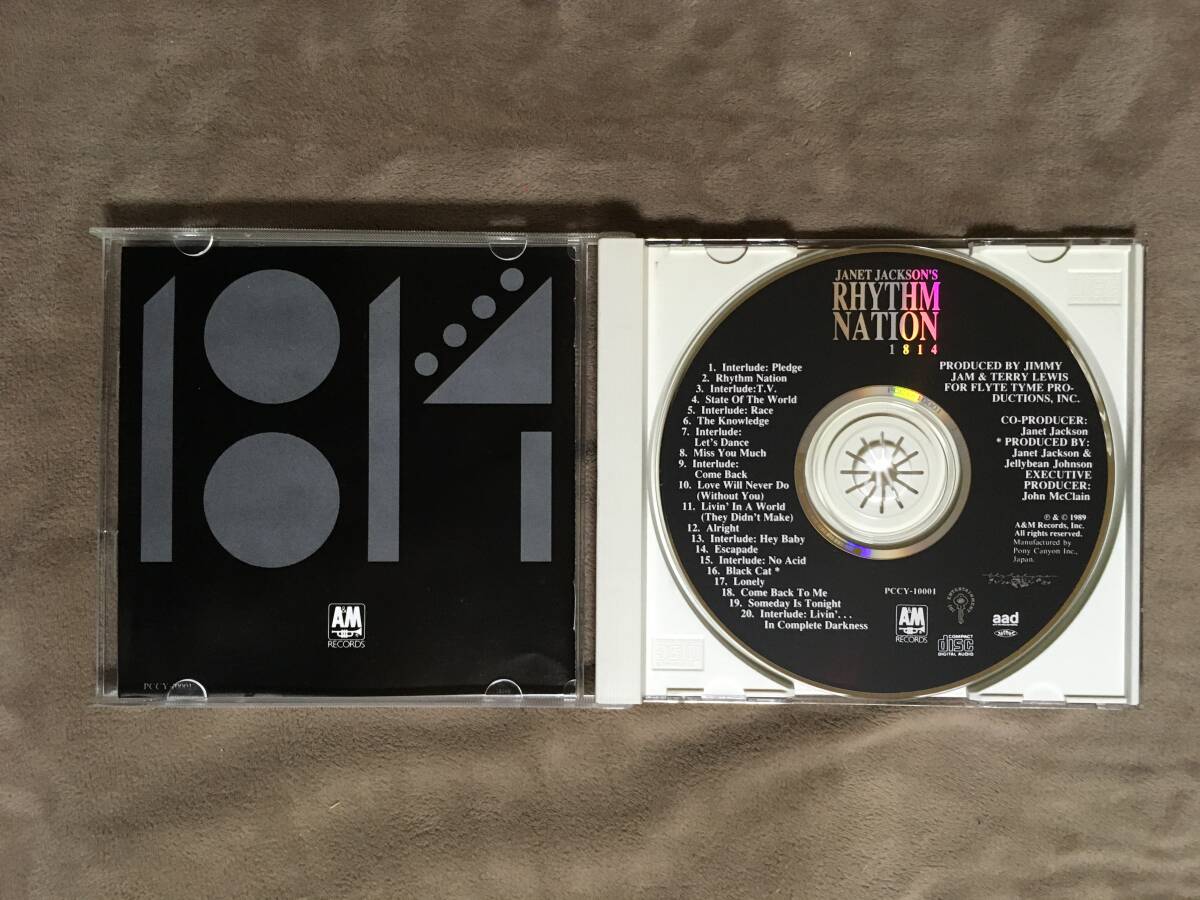 1814
A&M
RECORDS
PCCY-10001
JANET JACKSON'S
RHYTHM
NATION
1814
1. Interlude: Pledge
2. Rhythm Nation
3. Interlude:T.V.
4. State Of The World
5. Interlude: Race
6. The Knowledge
7. Interlude:
Let's Dance
8. Miss You Much
9. Interlude:
Come Back
10. Love Will Never Do
(Without You)
11. Livin' In A World
(They Didn't Make)
12. Alright
13. Interlude: Hey Baby
14. Escapade
15. Interlude: No Acid
16. Black Cat *
17. Lonely
18. Come Back To Me
19. Someday Is Tonight
20. Interlude: Livin'...
In Complete Darkness
PRODUCED BY JIMMY
JAM & TERRY LEWIS
FOR FLYTE TYME PRO-
DUCTIONS, INC.
CO-PRODUCER:
Janet Jackson
* PRODUCED BY:
Janet Jackson &
Jellybean Johnson
EXECUTIVE
PRODUCER:
John McClain
℗ & © 1989
A&M Records, Inc.
All rights reserved.
Manufactured by
Pony Canyon Inc.,
Japan.
PCCY-10001
A&M
RECORDS
ENTERTAINMENT
COMPACT
disc
DIGITAL AUDIO
aad